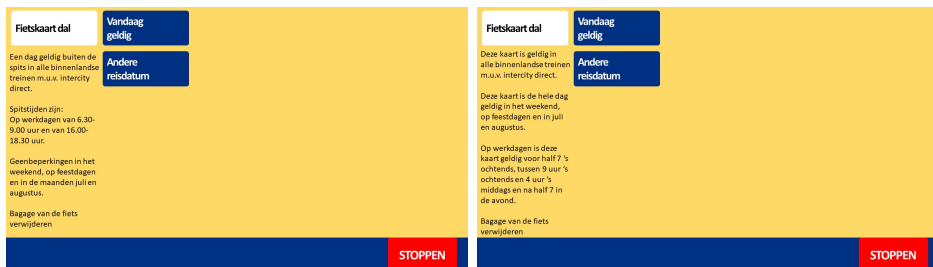 Fietskaart dal
Vandaag
geldig
Andere
reisdatum
Een dag geldig buiten de
spits in alle binnenlandse
treinen m.u.v. intercity
direct.
Spitstijden zijn:
Op werkdagen van 6.30-
9.00 uur en van 16.00-
18.30 uur.
Geenbeperkingen in het
weekend, op feestdagen
en in de maanden juli en
augustus.
Bagage van de fiets
verwijderen
STOPPEN
Fietskaart dal
Vandaag
geldig
Andere
reisdatum
Deze kaart is geldig in
alle binnenlandse treinen
m.u.v. intercity direct.
Deze kaart is de hele dag
geldig in het weekend,
op feestdagen en in juli
en augustus.
Op werkdagen is deze
kaart geldig voor half 7 's
ochtends, tussen 9 uur 's
ochtends en 4 uur 's
middags en na half 7 in
de avond.
Bagage van de fiets
verwijderen
STOPPEN